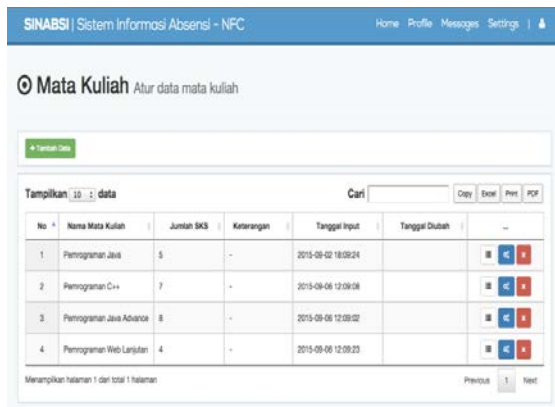 SINABSI | Sistem Informasi Absensi - NFC Home Profile Messages Settings |
Mata Kuliah Atur data mata kuliah
+ Tambah Data
Tampilkan 10 data Cari Copy Excel Print PDF
No Nama Mata Kuliah Jumlah SKS Keterangan Tanggal Input Tanggal Diubah ...
1 Pemrograman Java 5 - 2015-09-02 18:09:24
2 Pemrograman C++ 7 - 2015-09-06 12:09:08
3 Pemrograman Java Advance 8 - 2015-09-06 12:09:02
4 Pemrograman Web Lanjutan 4 - 2015-09-06 12:09:23
Menampilkan halaman 1 dari total 1 halaman Previous 1 Next